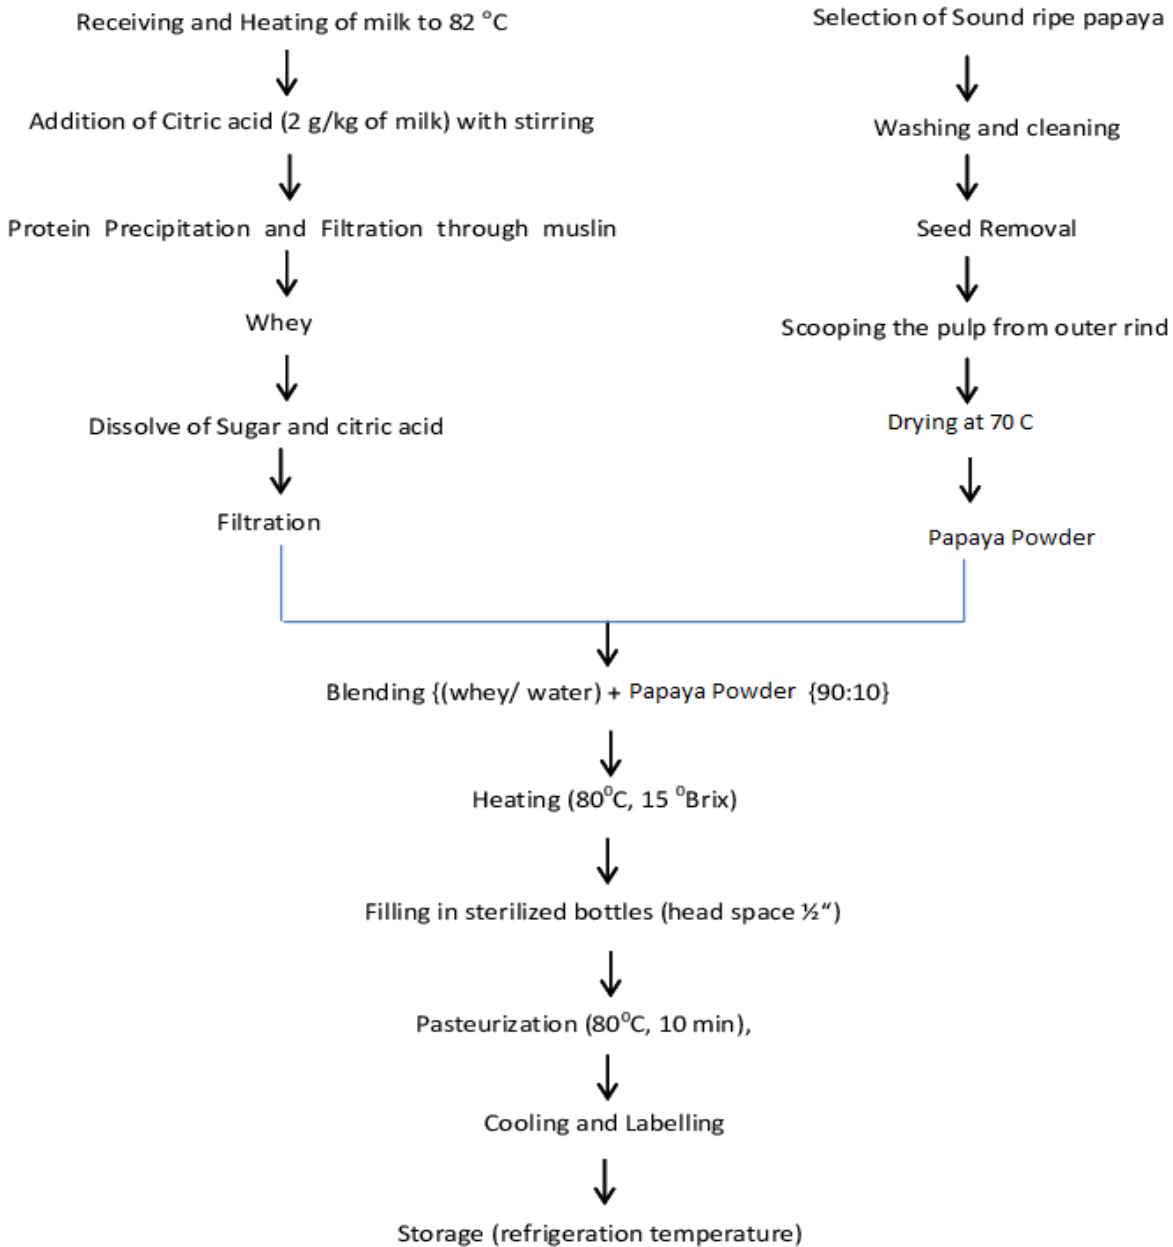 Receiving and Heating of milk to 82 °C
Addition of Citric acid (2 g/kg of milk) with stirring
Protein Precipitation and Filtration through muslin
Whey
Dissolve of Sugar and citric acid
Filtration
Selection of Sound ripe papaya
Washing and cleaning
Seed Removal
Scooping the pulp from outer rind
Drying at 70 C
Papaya Powder
Blending {(whey/ water) + Papaya Powder {90:10}
Heating (80⁰C, 15 ⁰Brix)
Filling in sterilized bottles (head space ½“)
Pasteurization (80⁰C, 10 min),
Cooling and Labelling
Storage (refrigeration temperature)